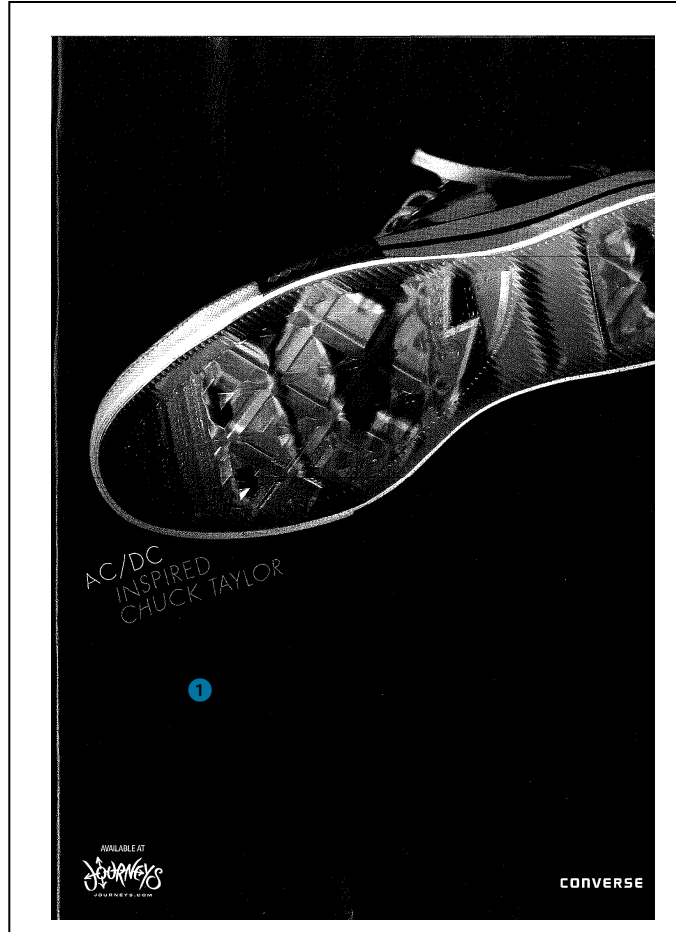 AC/DC
INSPIRED
CHUCK TAYLOR
1
AVAILABLE AT
JOURNEYS
JOURNEYS.COM
CONVERSE